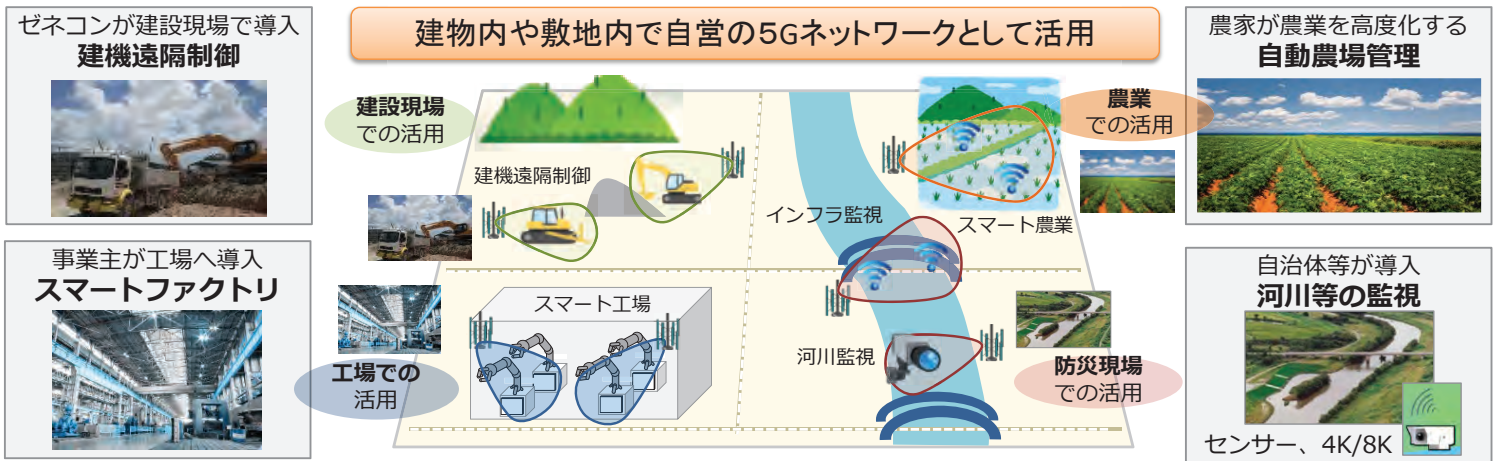 建物内や敷地内で自営の5Gネットワークとして活用
ゼネコンが建設現場で導入
建機遠隔制御
事業主が工場へ導入
スマートファクトリ
建設現場
での活用
建機遠隔制御
スマート工場
工場での
活用
インフラ監視
スマート農業
河川監視
農業
での活用
防災現場
での活用
農家が農業を高度化する
自動農場管理
自治体等が導入
河川等の監視
センサー、4K/8K